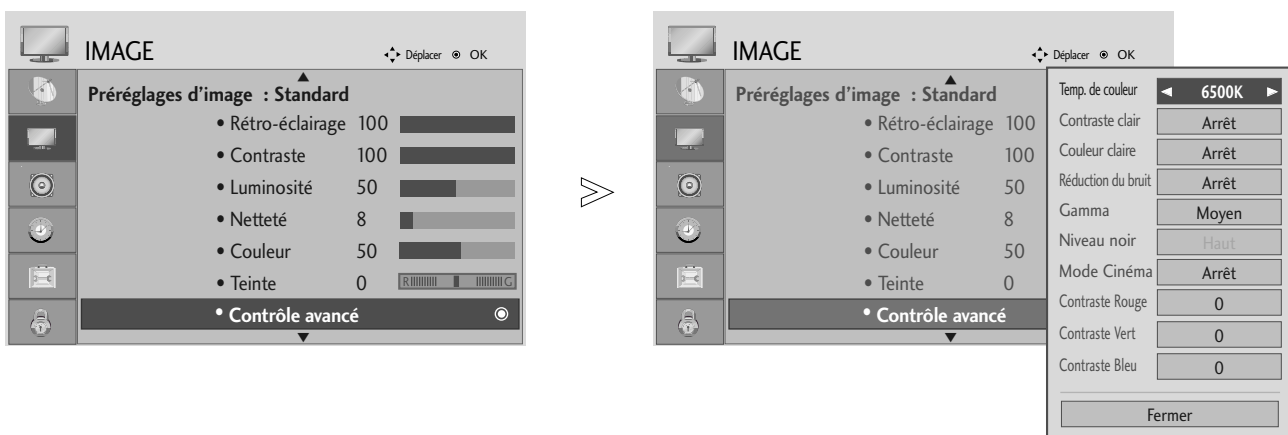 IMAGE
Déplacer OK
Préréglages d'image : Standard
• Rétro-éclairage 100
• Contraste 100
• Luminosité 50
• Netteté 8
• Couleur 50
• Teinte 0 R G
• Contrôle avancé
IMAGE
Déplacer OK
Préréglages d'image : Standard
• Rétro-éclairage 100
• Contraste 100
• Luminosité 50
• Netteté 8
• Couleur 50
• Teinte 0
• Contrôle avancé
Temp. de couleur 6500K
Contraste clair Arrêt
Couleur claire Arrêt
Réduction du bruit Arrêt
Gamma Moyen
Niveau noir Haut
Mode Cinéma Arrêt
Contraste Rouge 0
Contraste Vert 0
Contraste Bleu 0
Fermer